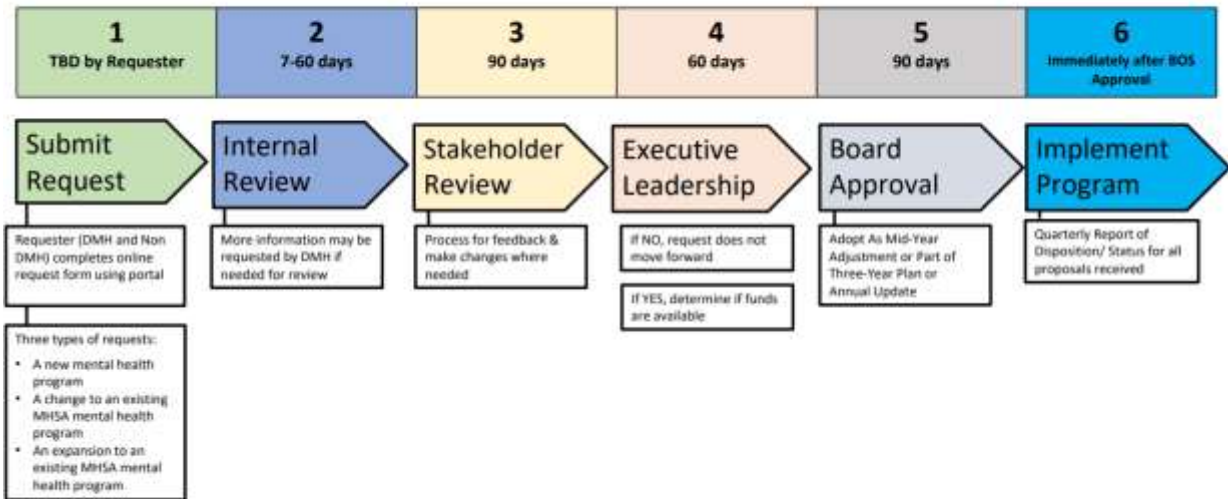 1
TBD by Requester
2
7-60 days
3
90 days
4
60 days
5
90 days
6
Immediately after BOS
Approval
Submit
Request
Internal
Review
Stakeholder
Review
Executive
Leadership
Board
Approval
Implement
Program
Requester (DMH and Non
DMH) completes online
request form using portal
More information may be
requested by DMH if
needed for review
Process for feedback &
make changes where
needed
If NO, request does not
move forward
If YES, determine if funds
are available
Adopt As Mid-Year
Adjustment or Part of
Three-Year Plan or
Annual Update
Quarterly Report of
Disposition/ Status for all
proposals received
Three types of requests:
• A new mental health
program
• A change to an existing
MHSA mental health
program
• An expansion to an
existing MHSA mental
health program